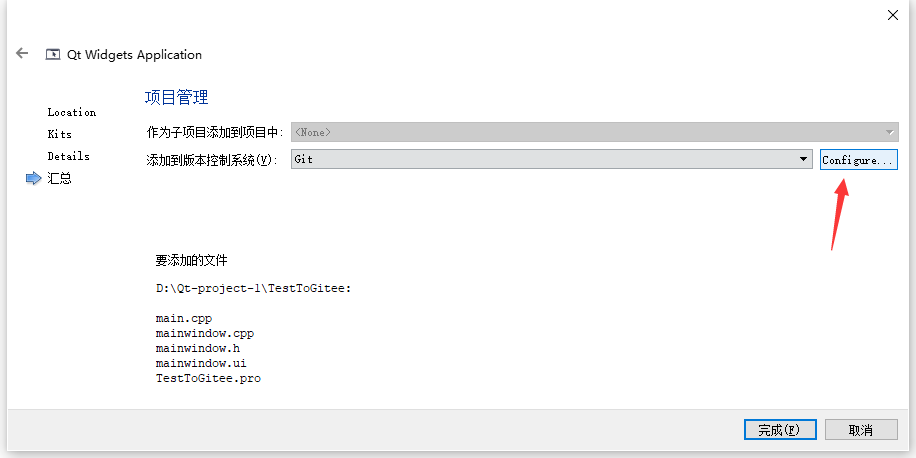 Qt Widgets Application
Location
Kits
Details
汇总
项目管理
作为子项目添加到项目中: <None>
添加到版本控制系统(V): Git Configure...
要添加的文件
D:\Qt-project-1\TestToGitee:
main.cpp
mainwindow.cpp
mainwindow.h
mainwindow.ui
TestToGitee.pro
完成(F) 取消